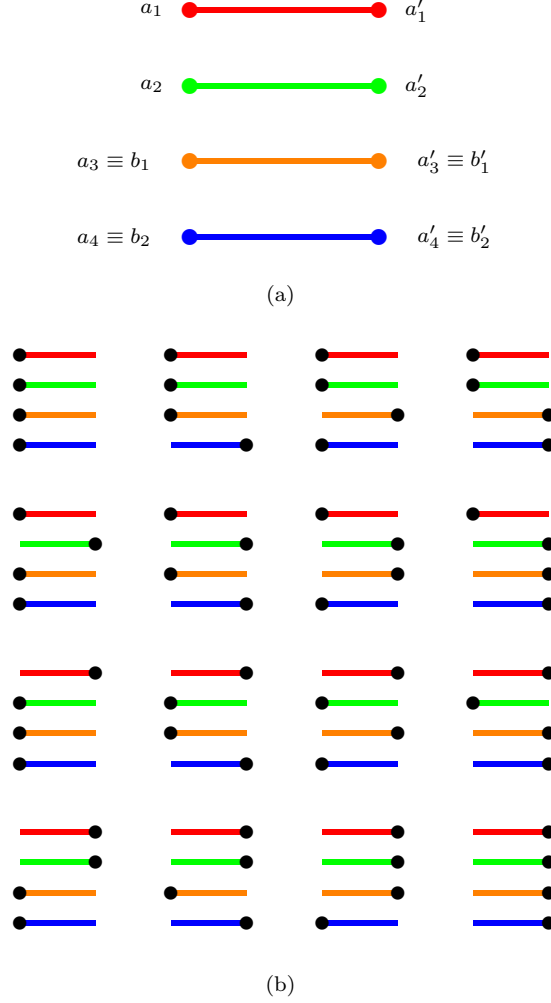 a₁ a′₁
a₂ a′₂
a₃ ≡ b₁ a′₃ ≡ b′₁
a₄ ≡ b₂ a′₄ ≡ b′₂
(a)
(b)